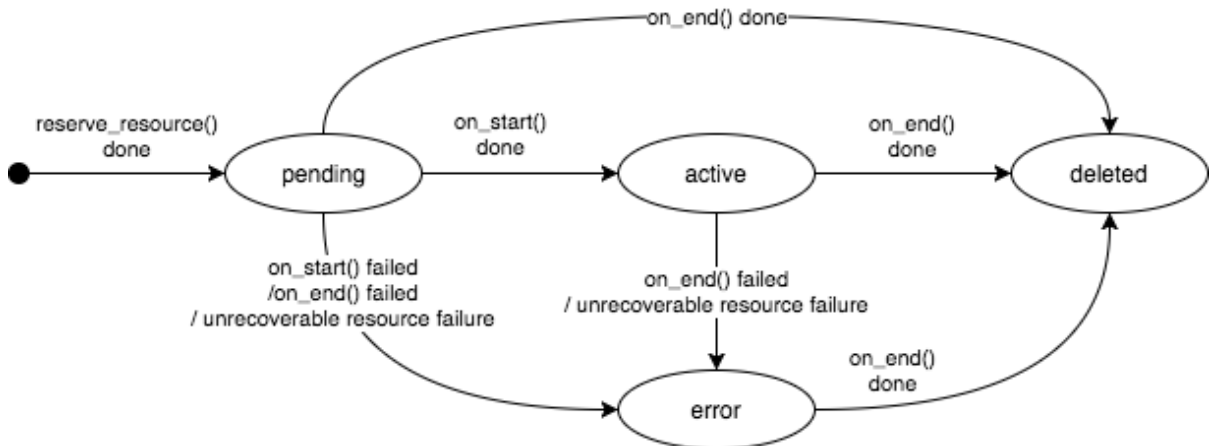 on_end() done
reserve_resource()
done
on_start()
done
on_end()
done
pending
active
deleted
on_start() failed
/on_end() failed
/ unrecoverable resource failure
on_end() failed
/ unrecoverable resource failure
on_end()
done
error